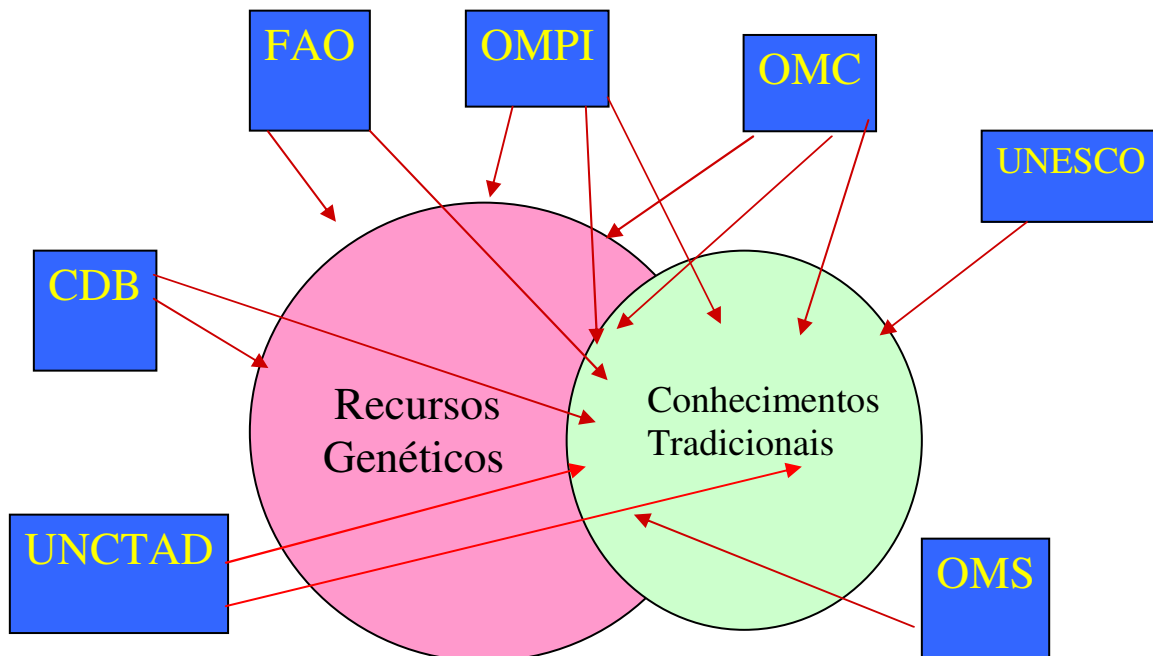 FAO
OMPI
OMC
UNESCO
CDB
Recursos
Genéticos
Conhecimentos
Tradicionais
UNCTAD
OMS